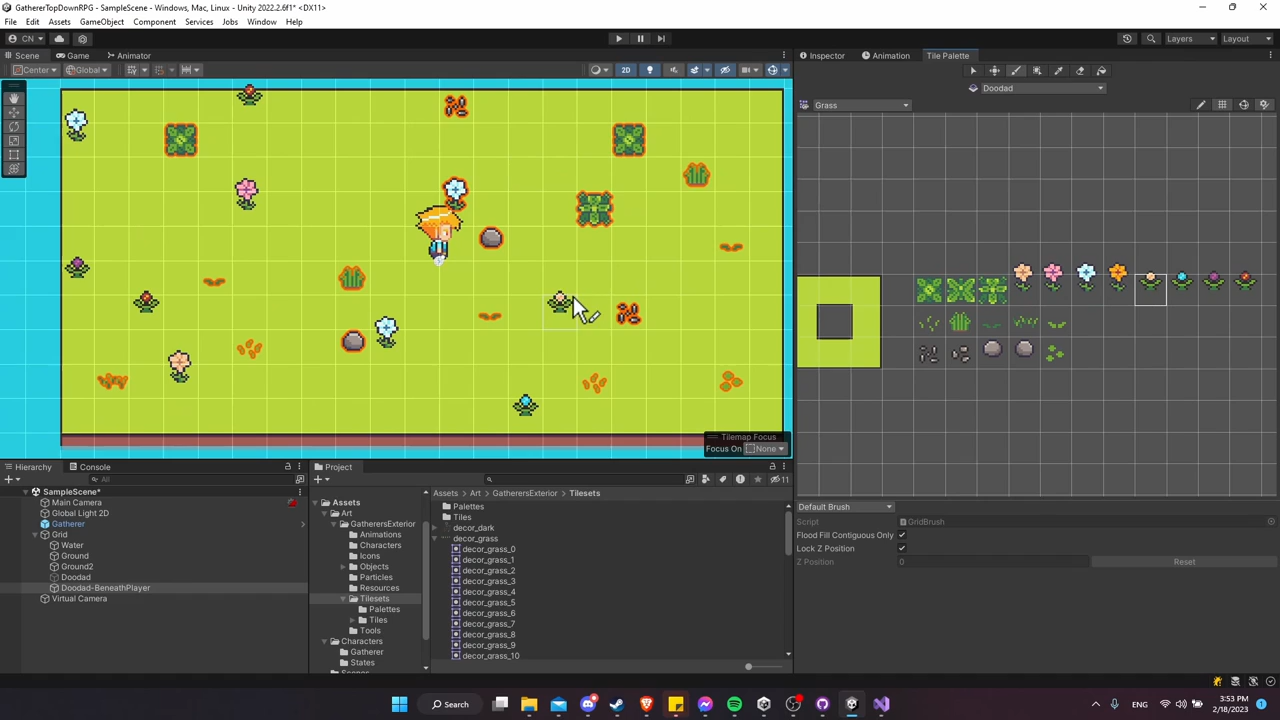 GathererTopDownRPG - SampleScene - Windows, Mac, Linux - Unity 2022.2.6f1* <DX11>
File Edit Assets GameObject Component Services Jobs Window Help
CN Layers Layout
Scene Game Animator Inspector Animation Tile Palette
Center Global 2D
Doodad
Grass
Tilemap Focus
Focus On None
Hierarchy Console Project
All 11
SampleScene*
Main Camera
Global Light 2D
Gatherer
Grid
Water
Ground
Ground2
Doodad
Doodad-BeneathPlayer
Virtual Camera
Assets
Art
GatherersExterior
Animations
Characters
Icons
Objects
Particles
Resources
Tilesets
Palettes
Tiles
Tools
Characters
Gatherer
States
Assets > Art > GatherersExterior > Tilesets
Palettes
Tiles
decor_dark
decor_grass
decor_grass_0
decor_grass_1
decor_grass_2
decor_grass_3
decor_grass_4
decor_grass_5
decor_grass_6
decor_grass_7
decor_grass_8
decor_grass_9
decor_grass_10
Default Brush
Script GridBrush
Flood Fill Contiguous Only
Lock Z Position
Z Position 0 Reset
Search
ENG
3:53 PM
2/18/2023